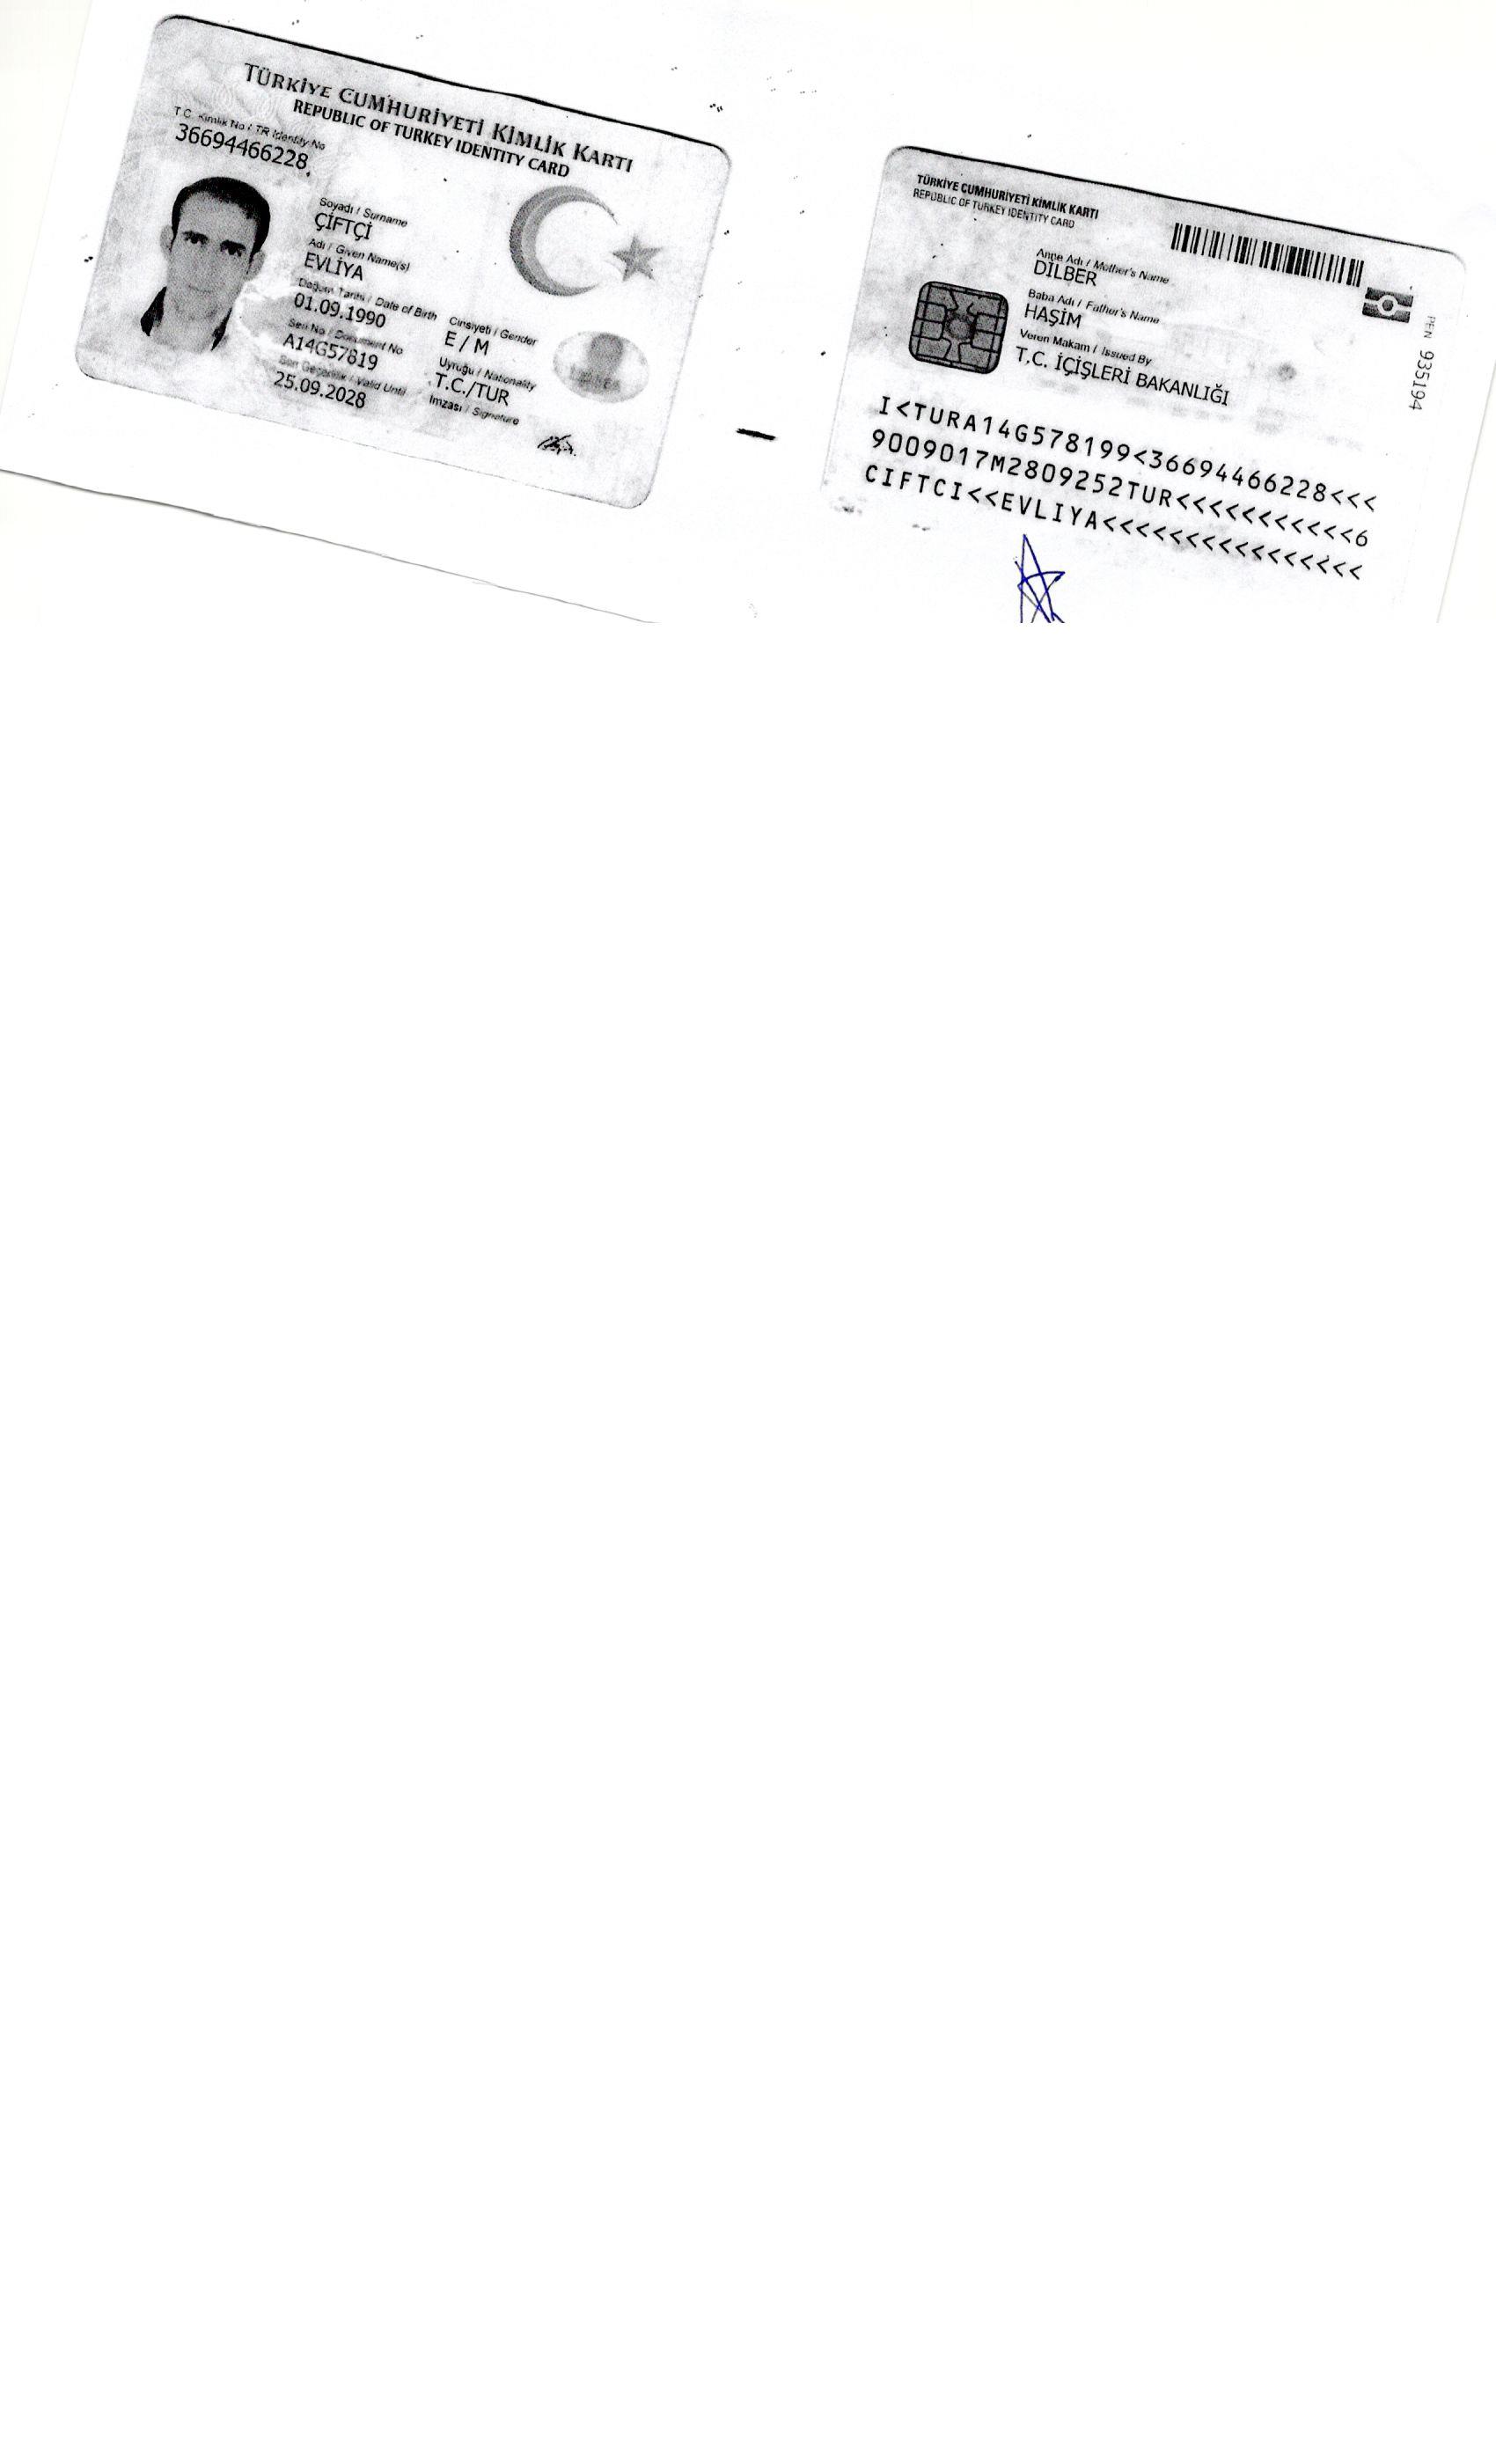 TÜRKİYE CUMHURİYETİ KİMLİK KARTI
REPUBLIC OF TURKEY IDENTITY CARD
T.C. Kimlik No / TR Identity No
36694466228
Soyadı / Surname
ÇİFTÇİ
Adı / Given Name(s)
EVLİYA
Doğum Tarihi / Date of Birth
01.09.1990
Cinsiyeti / Gender
E / M
Seri No / Document No
A14G57819
Uyruğu / Nationality
T.C./TUR
Son Geçerlilik / Valid Until
25.09.2028
İmzası / Signature
TÜRKİYE CUMHURİYETİ KİMLİK KARTI
REPUBLIC OF TURKEY IDENTITY CARD
Anne Adı / Mother's Name
DİLBER
Baba Adı / Father's Name
HAŞİM
Veren Makam / Issued By
T.C. İÇİŞLERİ BAKANLIĞI
935194
I<TURA14G578199<36694466228<<<
9009017M2809252TUR<<<<<<<<<<<6
CIFTCI<<EVLIYA<<<<<<<<<<<<<<<<